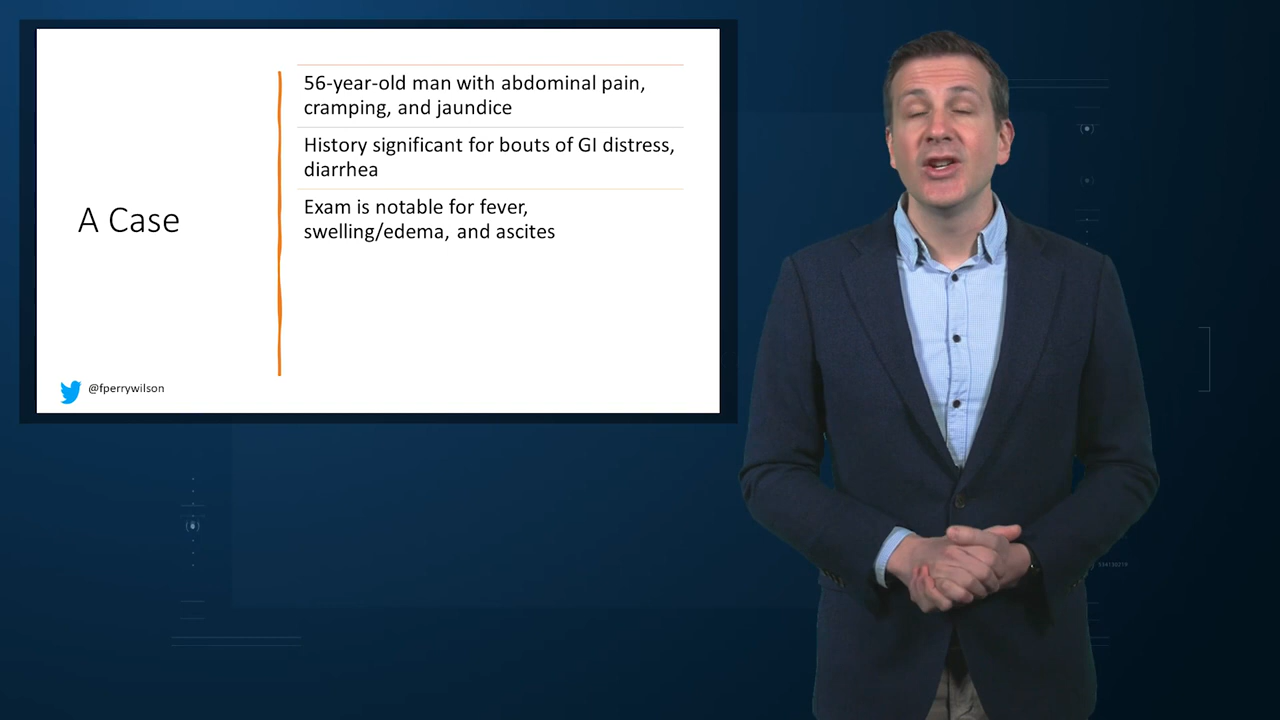 56-year-old man with abdominal pain,
cramping, and jaundice
History significant for bouts of GI distress,
diarrhea
Exam is notable for fever,
swelling/edema, and ascites
A Case
@fperrywilson